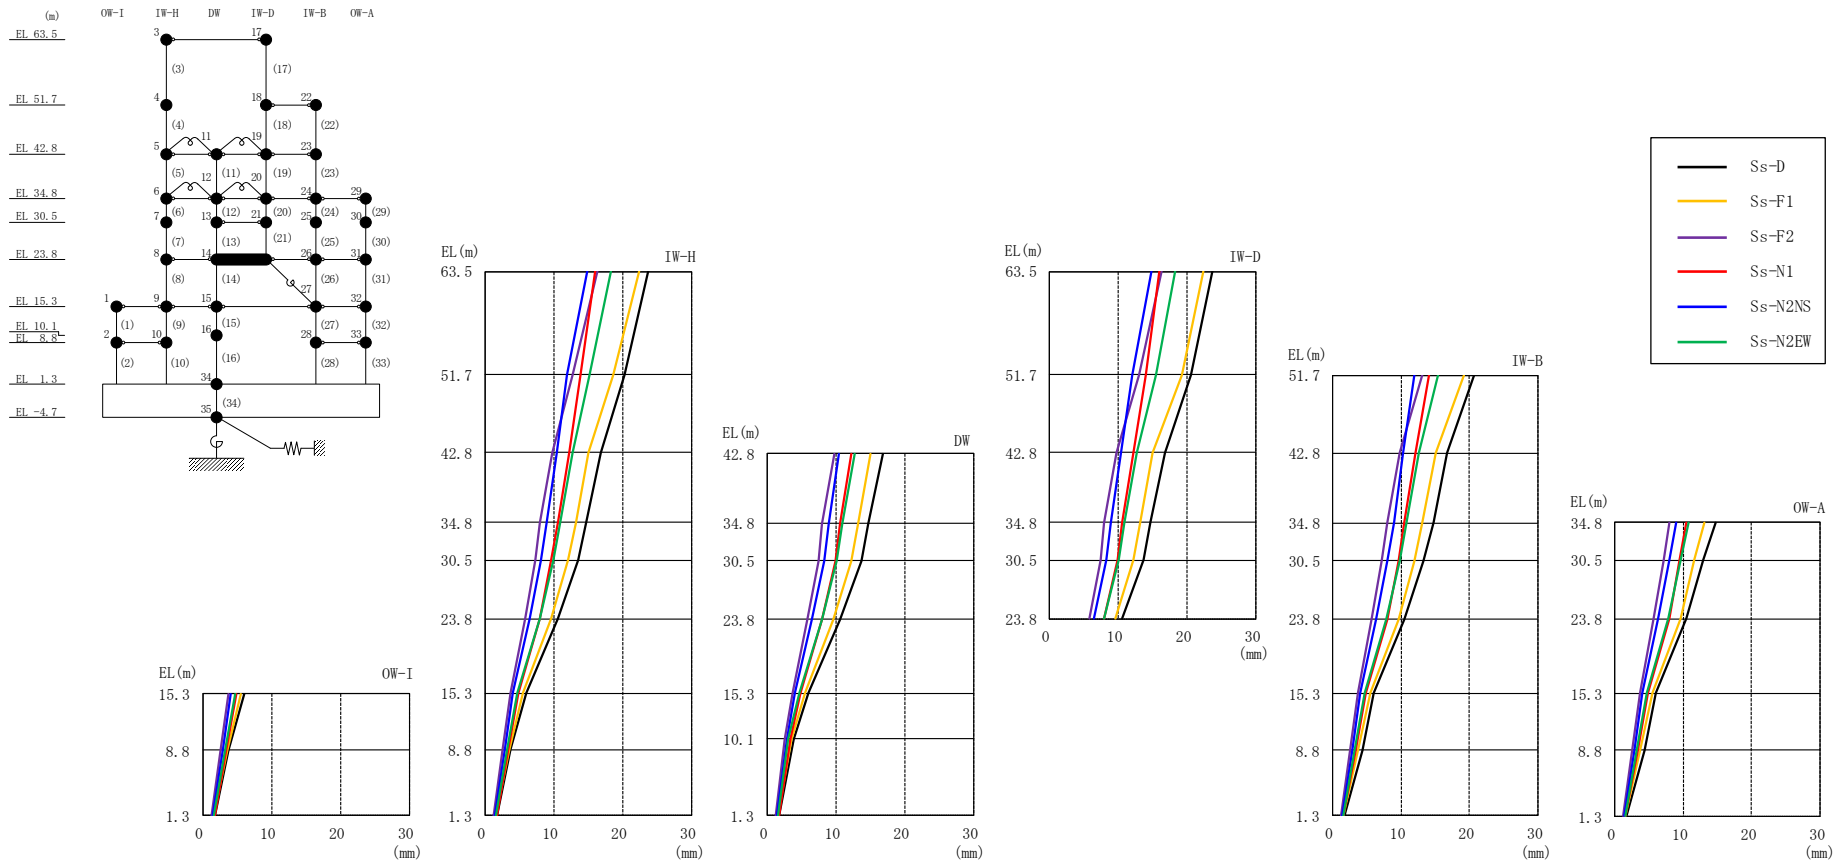 (m) OW-I IW-H DW IW-D IW-B OW-A
EL 63.5 3 17
(3) (17)
EL 51.7 4 18 22
(4) 11 (18) 19 (22)
EL 42.8 5 23
(5) 12 (11) 20 (19) (23)
EL 34.8 6 24 29
(6) (12) (20) (24) (29)
EL 30.5 7 13 21 25 30
(7) (13) (21) (25) (30)
EL 23.8 8 14 26 31
(8) (14) (26) (31)
EL 15.3 1 9 15 27 32
(1) (9) (15) (27) (32)
EL 10.1 16
EL 8.8 2 10 28 33
(2) (10) (16) (28) (33)
EL 1.3 34
(34)
EL -4.7 35
Ss-D
Ss-F1
Ss-F2
Ss-N1
Ss-N2NS
Ss-N2EW
EL(m) OW-I
15.3
8.8
1.3
0 10 20 30
(mm)
EL(m) IW-H
63.5
51.7
42.8
34.8
30.5
23.8
15.3
8.8
1.3
0 10 20 30
(mm)
EL(m) DW
42.8
34.8
30.5
23.8
15.3
10.1
1.3
0 10 20 30
(mm)
EL(m) IW-D
63.5
51.7
42.8
34.8
30.5
23.8
0 10 20 30
(mm)
EL(m) IW-B
51.7
42.8
34.8
30.5
23.8
15.3
8.8
1.3
0 10 20 30
(mm)
EL(m) OW-A
34.8
30.5
23.8
15.3
8.8
1.3
0 10 20 30
(mm)